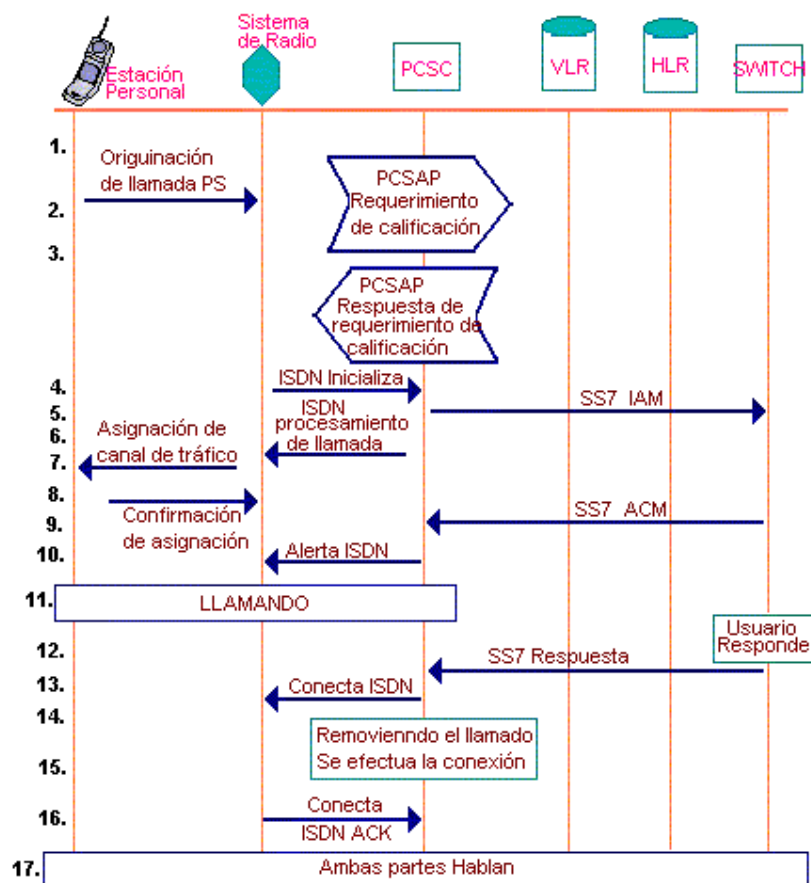 Estación
Personal
Sistema
de Radio
PCSC
VLR
HLR
SWITCH
1.
Originación
de llamada PS
2.
PCSAP
Requerimiento
de calificación
3.
PCSAP
Respuesta de
requerimiento de
calificación
4.
ISDN Inicializa
5.
SS7 IAM
6.
ISDN
procesamiento
de llamada
7.
Asignación de
canal de tráfico
8.
Confirmación
de asignación
9.
SS7 ACM
10.
Alerta ISDN
11.
LLAMANDO
Usuario
Responde
12.
SS7 Respuesta
13.
Conecta ISDN
14.
Removienndo el llamado
Se efectua la conexión
15.
16.
Conecta
ISDN ACK
17.
Ambas partes Hablan